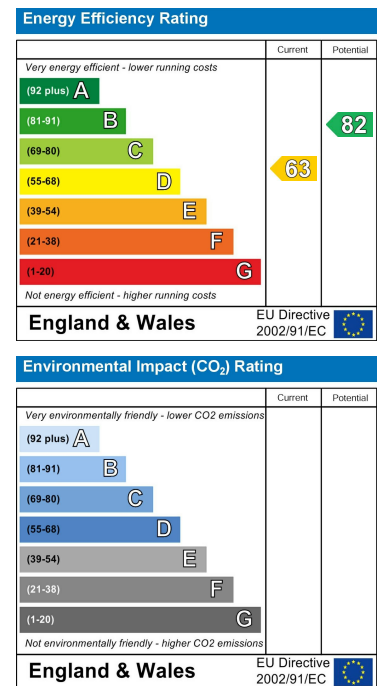 Energy Efficiency Rating
Current Potential
Very energy efficient - lower running costs
(92 plus) A
(81-91) B
(69-80) C
(55-68) D
(39-54) E
(21-38) F
(1-20) G
63
82
Not energy efficient - higher running costs
England & Wales
EU Directive
2002/91/EC
Environmental Impact (CO₂) Rating
Current Potential
Very environmentally friendly - lower CO2 emissions
(92 plus) A
(81-91) B
(69-80) C
(55-68) D
(39-54) E
(21-38) F
(1-20) G
Not environmentally friendly - higher CO2 emissions
England & Wales
EU Directive
2002/91/EC